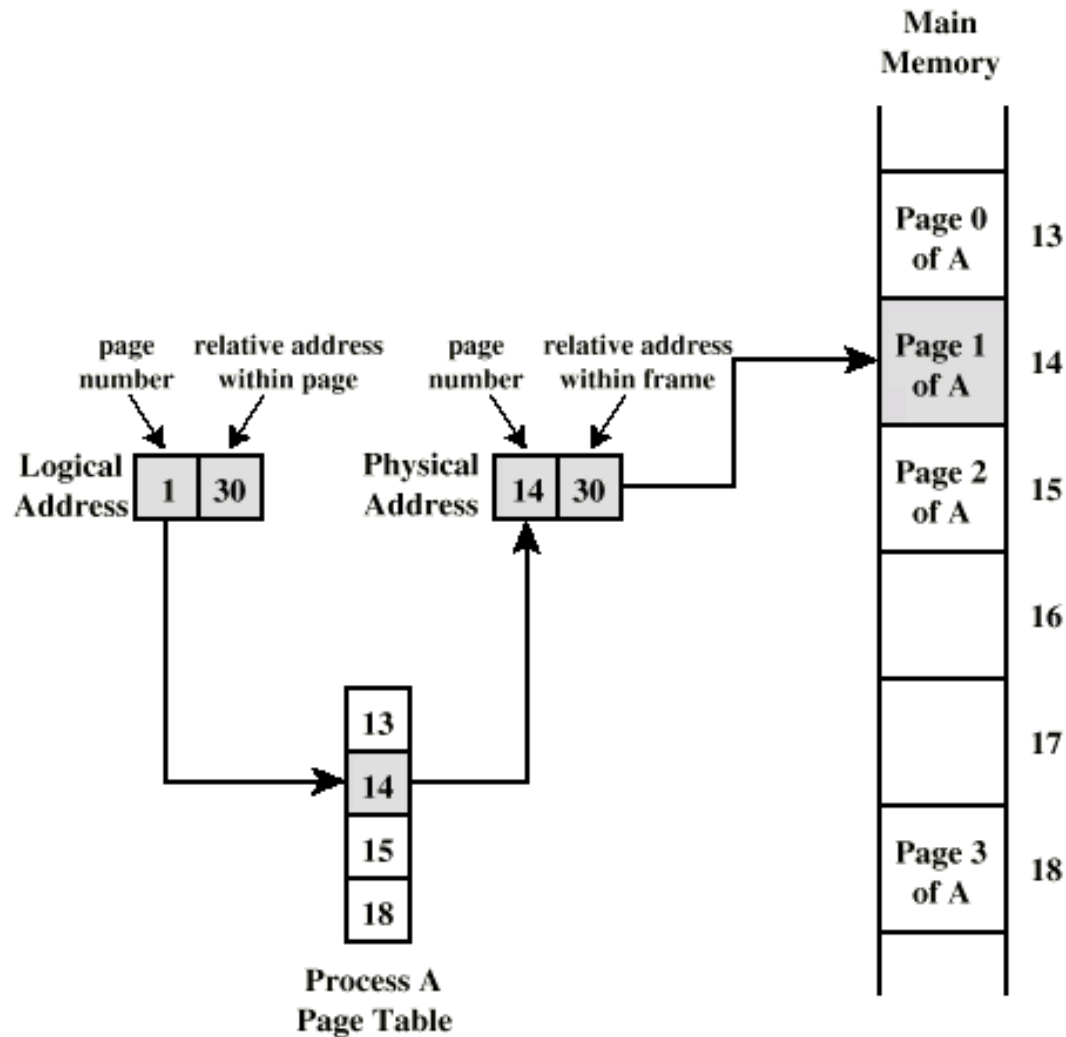 Main
Memory
Page 0
of A
13
Page 1
of A
14
Page 2
of A
15
16
17
Page 3
of A
18
page
number
relative address
within page
page
number
relative address
within frame
Logical
Address
1
30
Physical
Address
14
30
13
14
15
18
Process A
Page Table